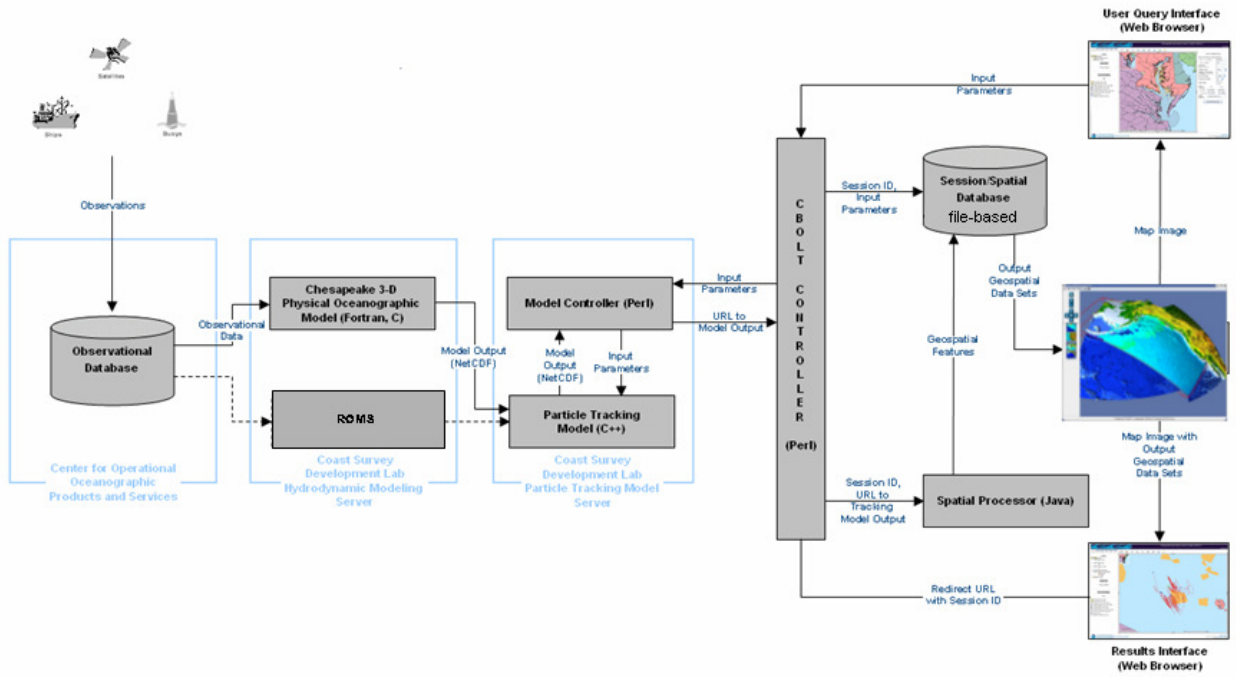 User Query Interface
(Web Browser)
Satellites
Ships
Buoys
Input
Parameters
Observations
Session ID,
Input
Parameters
Session/Spatial
Database
file-based
Map Image
Output
Geospatial
Data Sets
Chesapeake 3-D
Physical Oceanographic
Model (Fortran, C)
Model Controller (Perl)
Input
Parameters
URL to
Model Output
CBOLT
CONTROLLER
(Perl)
Observational
Data
Observational
Database
Model Output
(NetCDF)
Model
Output
(NetCDF)
Input
Parameters
Geospatial
Features
ROMS
Particle Tracking
Model (C++)
Map Image with
Output
Geospatial
Data Sets
Center for Operational
Oceanographic
Products and Services
Coast Survey
Development Lab
Hydrodynamic Modeling
Server
Coast Survey
Development Lab
Particle Tracking Model
Server
Session ID,
URL to
Tracking
Model Output
Spatial Processor (Java)
Redirect URL
with Session ID
Results Interface
(Web Browser)